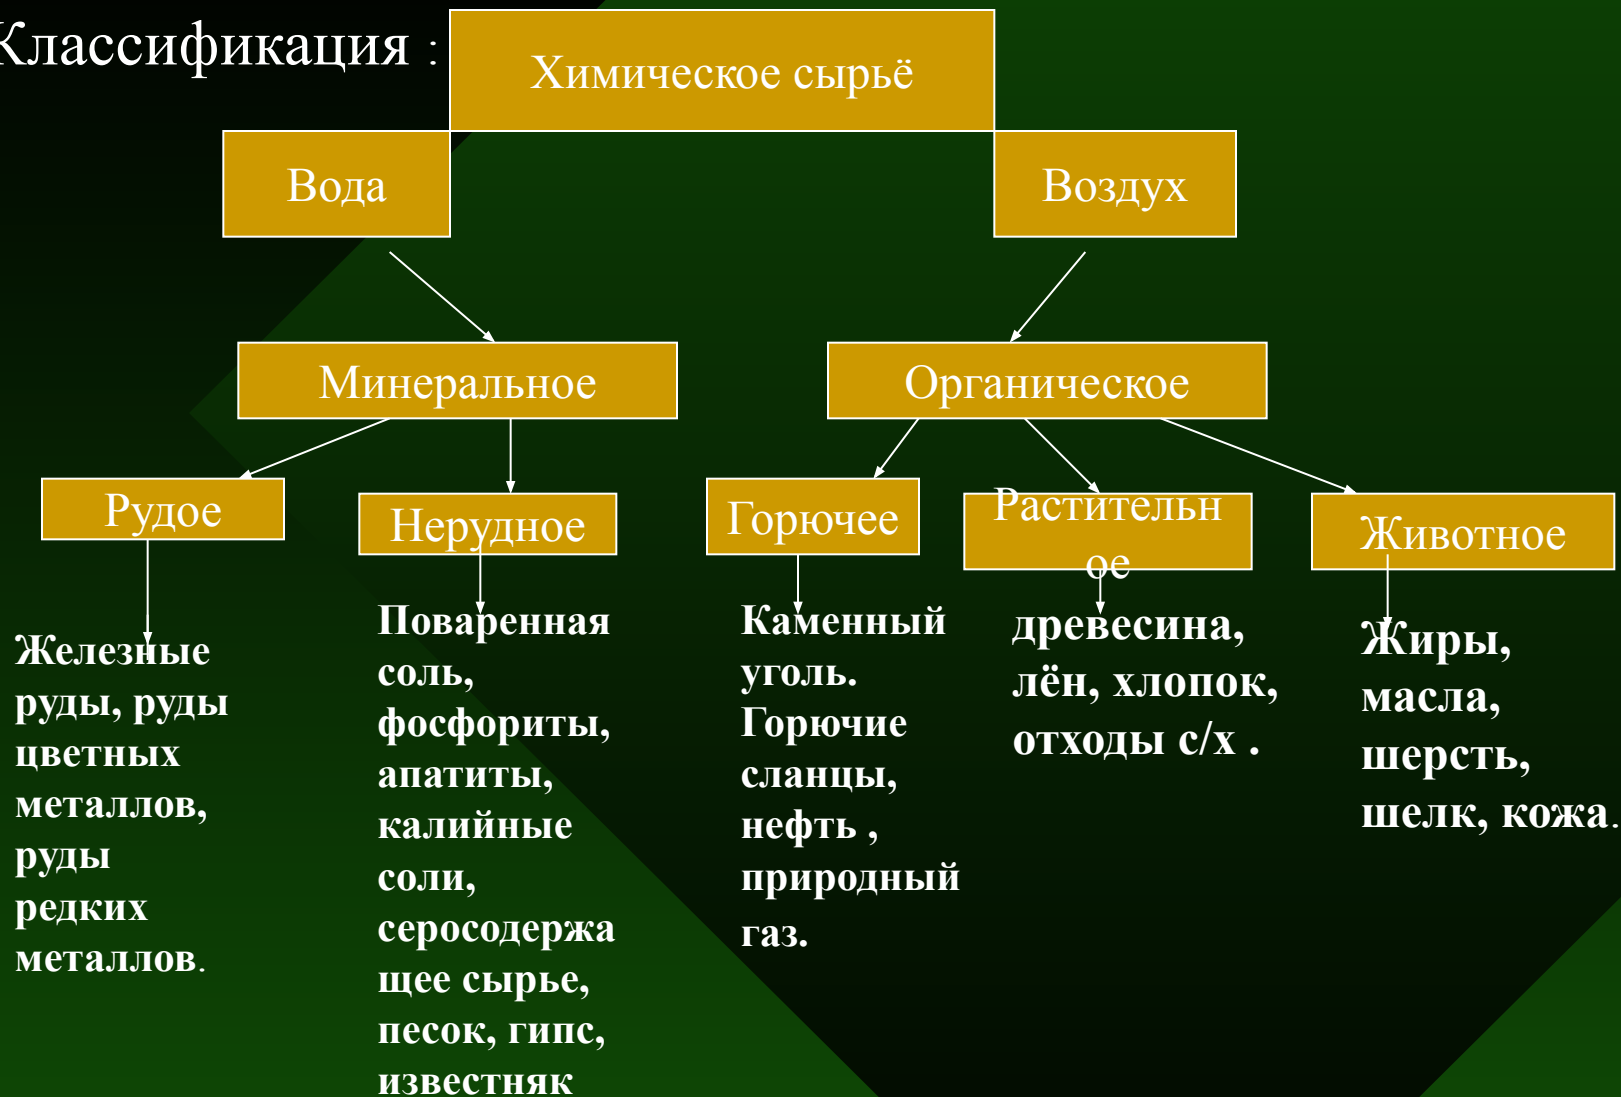 Классификация :
Химическое сырьё
Вода
Воздух
Минеральное
Органическое
Рудое
Нерудное
Горючее
Растительн
ое
Животное
Железные
руды, руды
цветных
металлов,
руды
редких
металлов.
Поваренная
соль,
фосфориты,
апатиты,
калийные
соли,
серосодержа
щее сырье,
песок, гипс,
известняк
Каменный
уголь.
Горючие
сланцы,
нефть ,
природный
газ.
древесина,
лён, хлопок,
отходы с/х .
Жиры,
масла,
шерсть,
шелк, кожа.